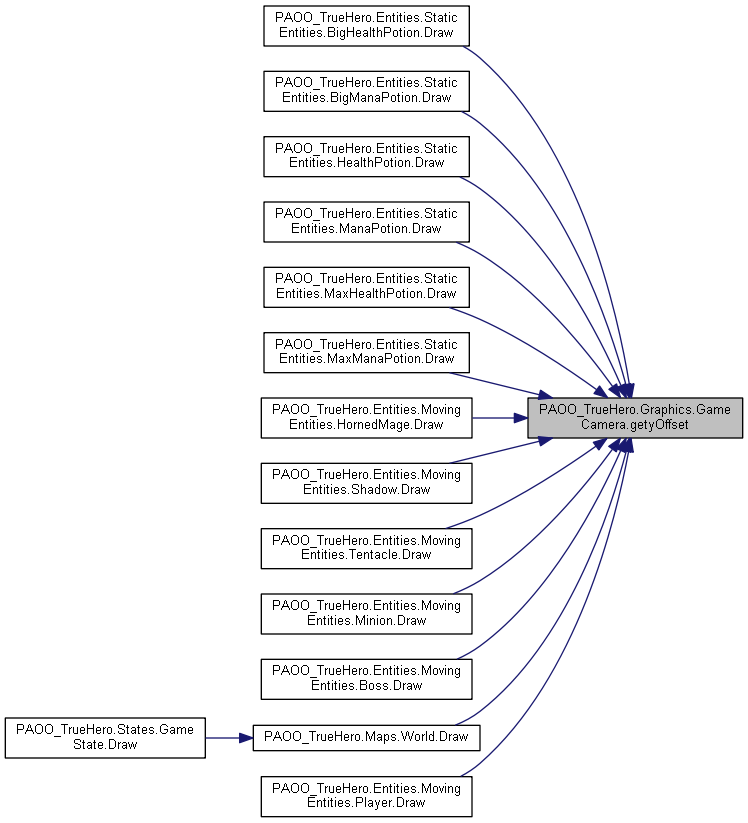 PAOO_TrueHero.Entities.Static
Entities.BigHealthPotion.Draw
PAOO_TrueHero.Entities.Static
Entities.BigManaPotion.Draw
PAOO_TrueHero.Entities.Static
Entities.HealthPotion.Draw
PAOO_TrueHero.Entities.Static
Entities.ManaPotion.Draw
PAOO_TrueHero.Entities.Static
Entities.MaxHealthPotion.Draw
PAOO_TrueHero.Entities.Static
Entities.MaxManaPotion.Draw
PAOO_TrueHero.Entities.Moving
Entities.HornedMage.Draw
PAOO_TrueHero.Graphics.Game
Camera.getyOffset
PAOO_TrueHero.Entities.Moving
Entities.Shadow.Draw
PAOO_TrueHero.Entities.Moving
Entities.Tentacle.Draw
PAOO_TrueHero.Entities.Moving
Entities.Minion.Draw
PAOO_TrueHero.Entities.Moving
Entities.Boss.Draw
PAOO_TrueHero.States.Game
State.Draw
PAOO_TrueHero.Maps.World.Draw
PAOO_TrueHero.Entities.Moving
Entities.Player.Draw